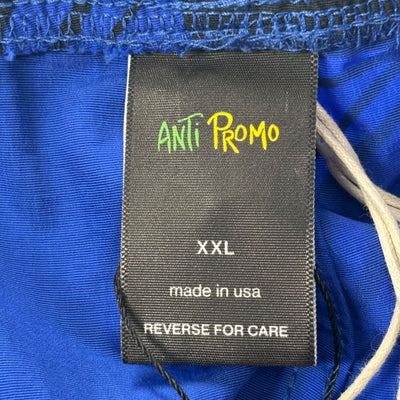 ANTi PROMO
XXL
made in usa
REVERSE FOR CARE